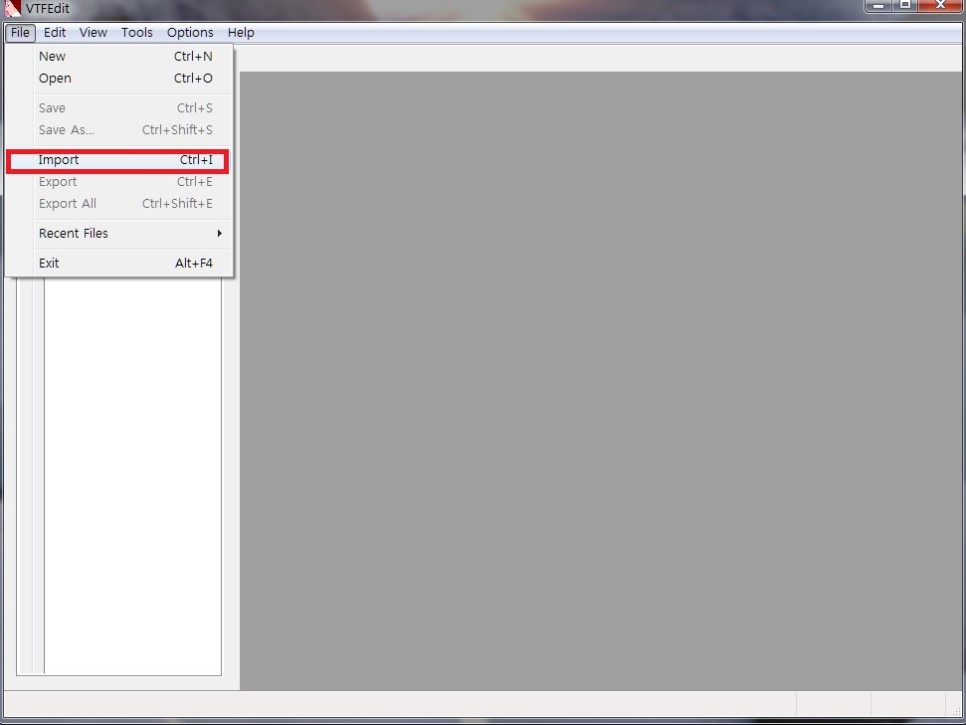 VTFEdit
File Edit View Tools Options Help
New Ctrl+N
Open Ctrl+O
Save Ctrl+S
Save As... Ctrl+Shift+S
Import Ctrl+I
Export Ctrl+E
Export All Ctrl+Shift+E
Recent Files
Exit Alt+F4